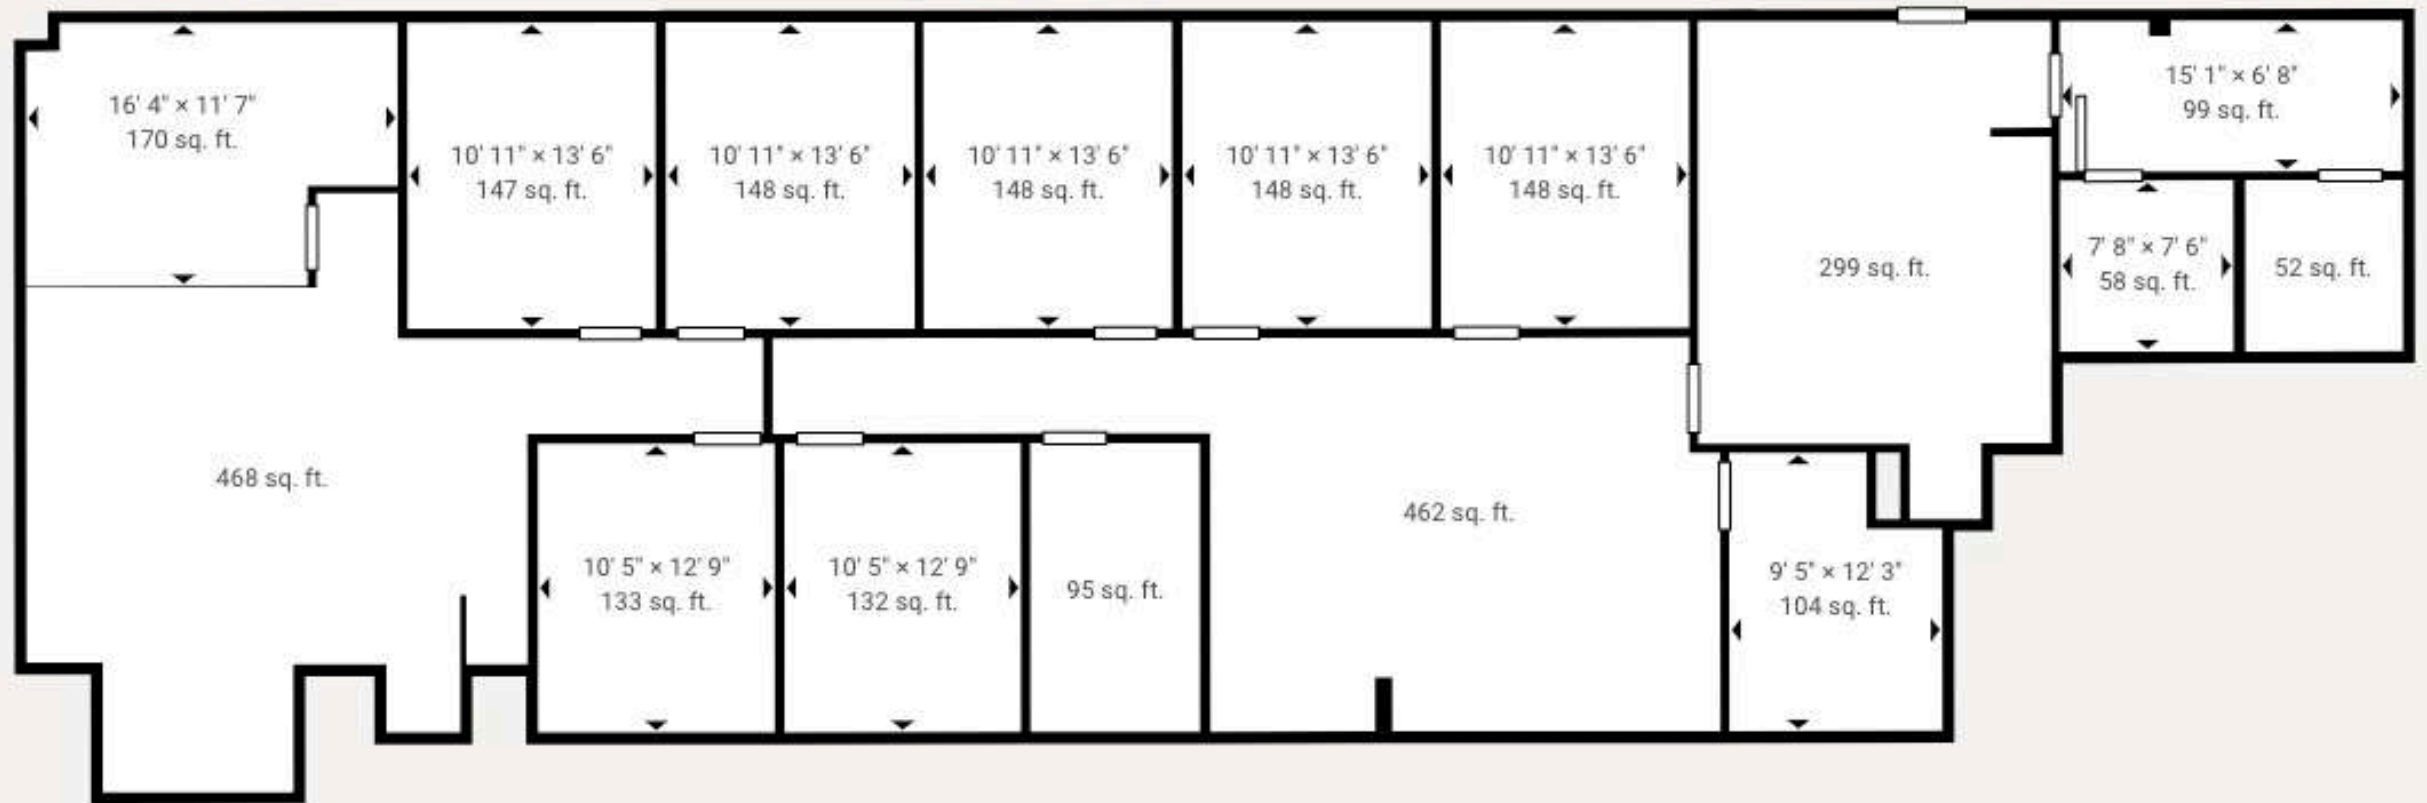 16' 4" × 11' 7"
170 sq. ft.
10' 11" × 13' 6"
147 sq. ft.
10' 11" × 13' 6"
148 sq. ft.
10' 11" × 13' 6"
148 sq. ft.
10' 11" × 13' 6"
148 sq. ft.
10' 11" × 13' 6"
148 sq. ft.
299 sq. ft.
15' 1" × 6' 8"
99 sq. ft.
7' 8" × 7' 6"
58 sq. ft.
52 sq. ft.
468 sq. ft.
10' 5" × 12' 9"
133 sq. ft.
10' 5" × 12' 9"
132 sq. ft.
95 sq. ft.
462 sq. ft.
9' 5" × 12' 3"
104 sq. ft.